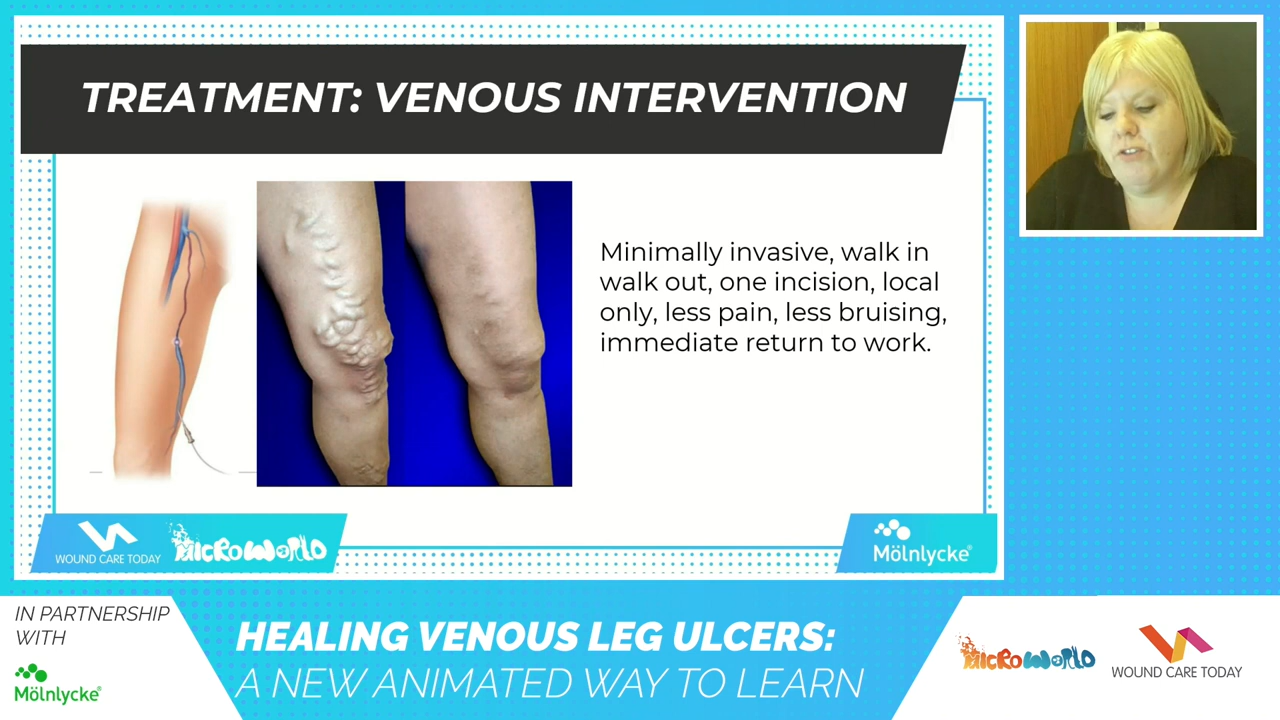 TREATMENT: VENOUS INTERVENTION
Minimally invasive, walk in
walk out, one incision, local
only, less pain, less bruising,
immediate return to work.
WOUND CARE TODAY
MICROWORLD
Mölnlycke®
IN PARTNERSHIP
WITH
Mölnlycke®
HEALING VENOUS LEG ULCERS:
A NEW ANIMATED WAY TO LEARN
MICROWORLD
WOUND CARE TODAY